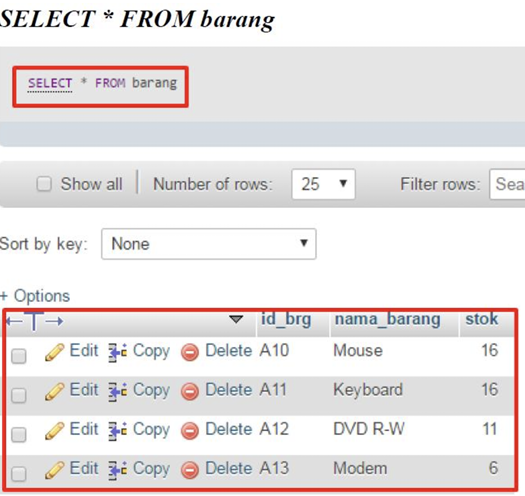 SELECT * FROM barang
SELECT * FROM barang
Show all Number of rows: 25 Filter rows: Sea
Sort by key: None
+ Options
←T→ id_brg nama_barang stok
Edit Copy Delete A10 Mouse 16
Edit Copy Delete A11 Keyboard 16
Edit Copy Delete A12 DVD R-W 11
Edit Copy Delete A13 Modem 6